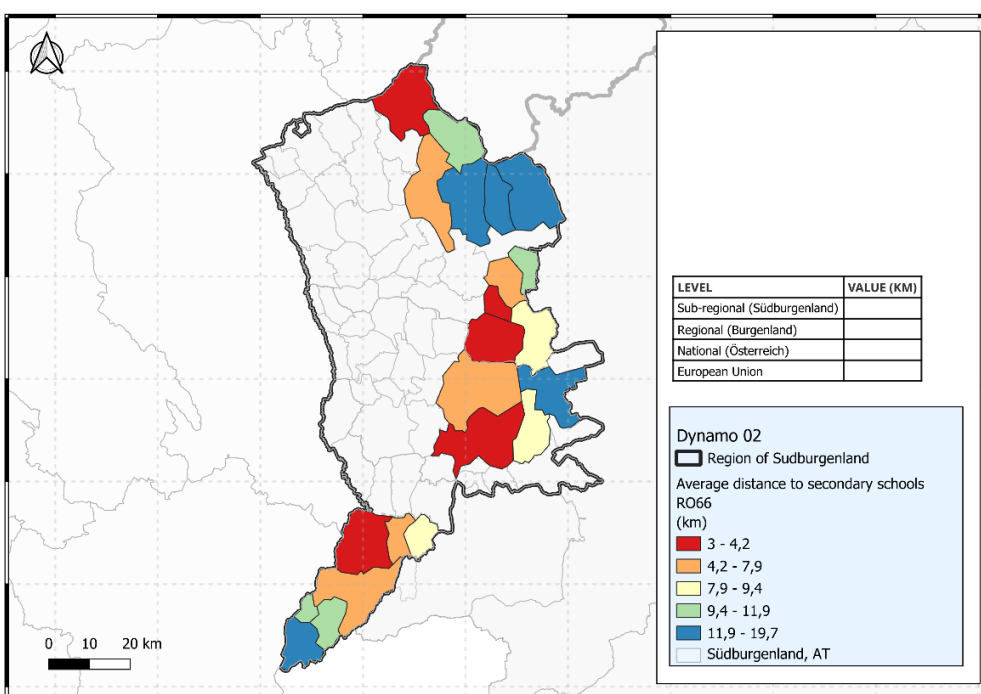 LEVEL VALUE (KM)
Sub-regional (Südburgenland)
Regional (Burgenland)
National (Österreich)
European Union
Dynamo 02
Region of Sudburgenland
Average distance to secondary schools
RO66
(km)
3 - 4,2
4,2 - 7,9
7,9 - 9,4
9,4 - 11,9
11,9 - 19,7
Südburgenland, AT
0 10 20 km